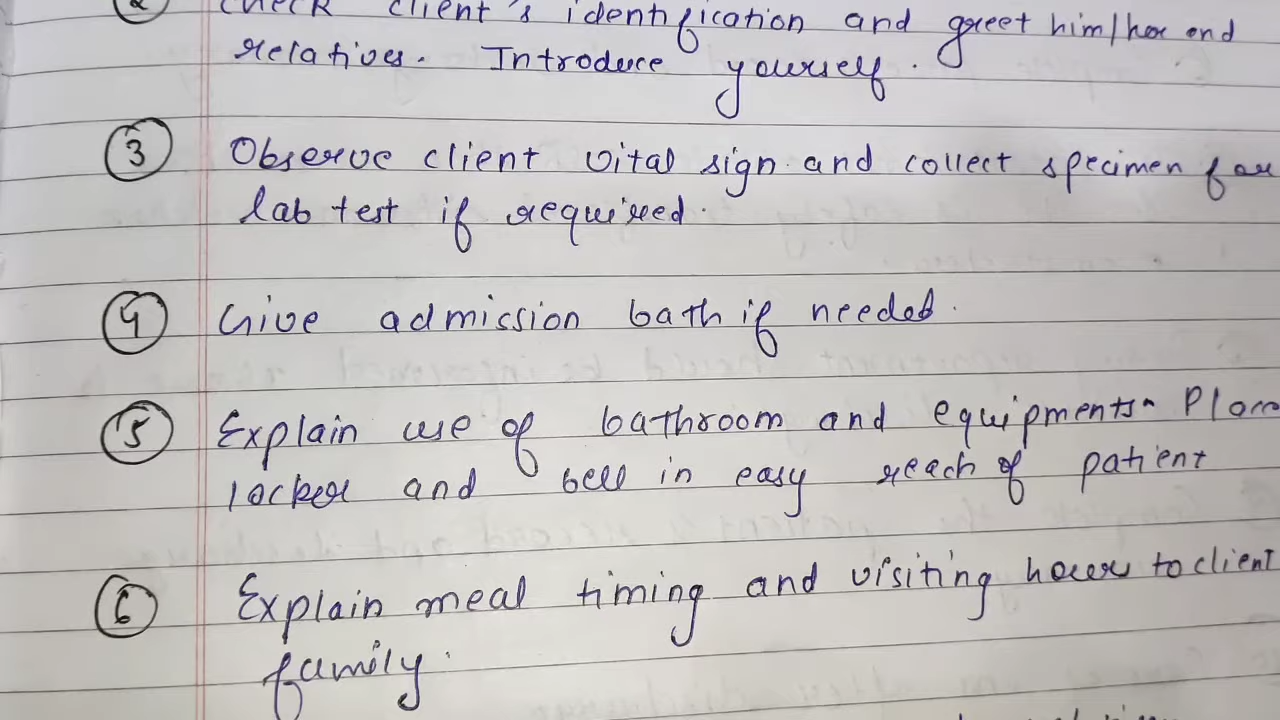 ② Check client's identification and greet him/her and
relatives. Introduce yourself.
③ Observe client vital sign and collect specimen for
lab test if required.
④ Give admission bath if needed.
⑤ Explain use of bathroom and equipments. Place
locker and bell in easy reach of patient
⑥ Explain meal timing and visiting hour to client
family.